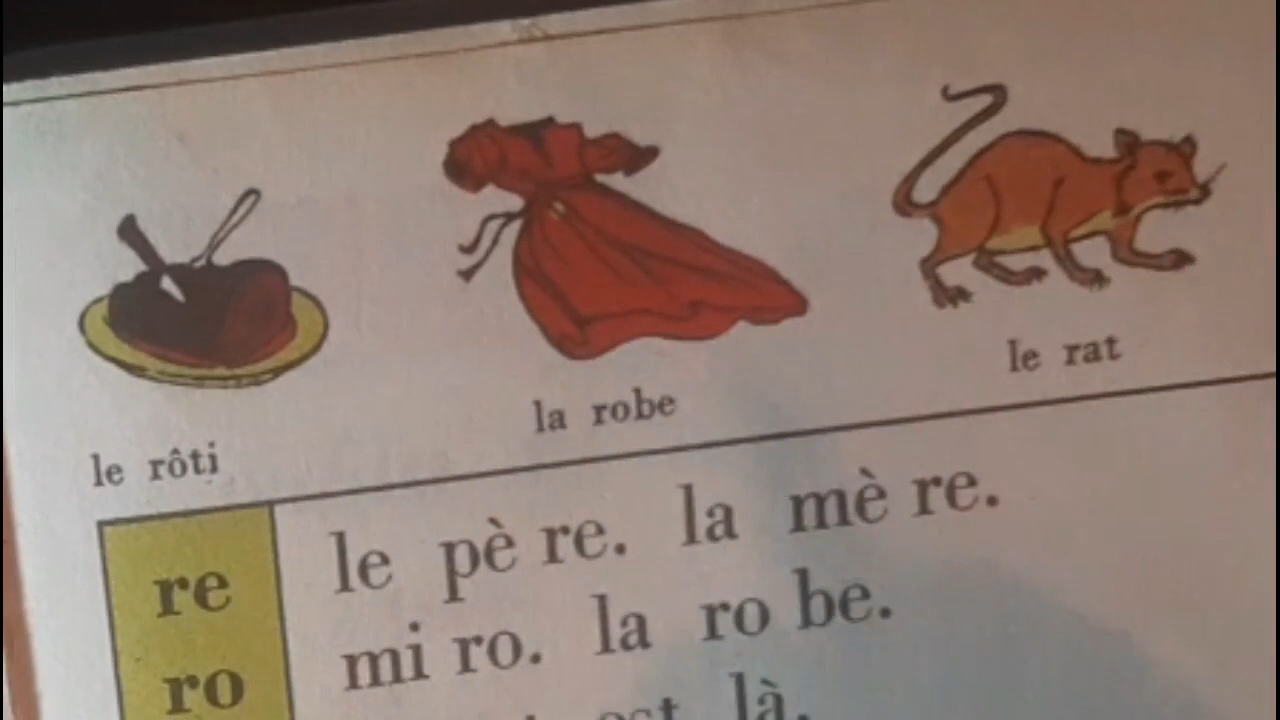 le rôti
la robe
le rat
re
le pè re. la mè re.
ro
mi ro. la ro be.
est là.